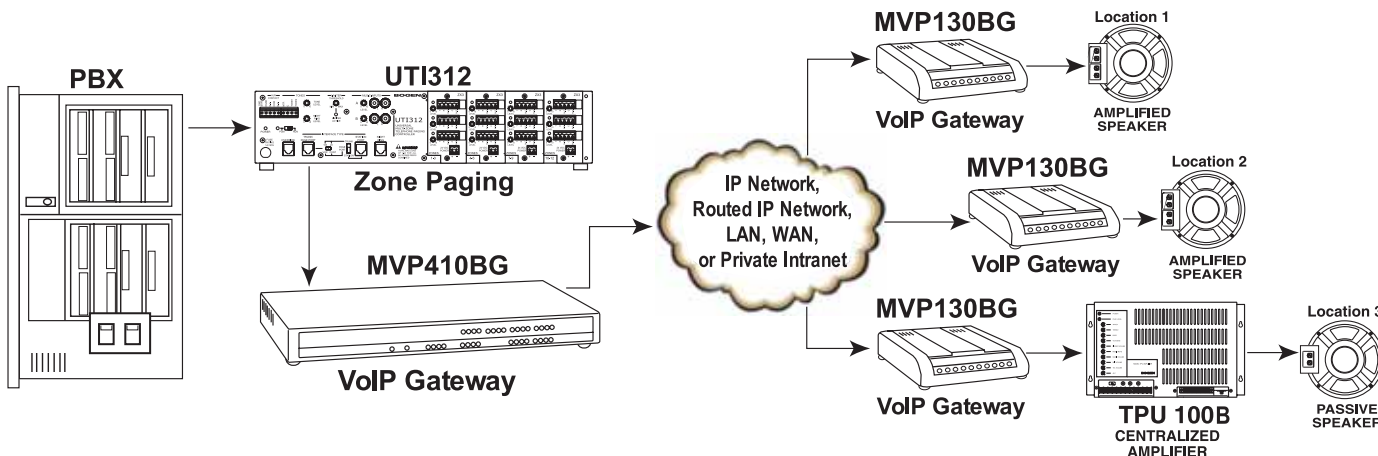 PBX
UTI312
BOGEN
UTI312
Zone Paging
MVP410BG
VoIP Gateway
IP Network,
Routed IP Network,
LAN, WAN,
or Private Intranet
MVP130BG
VoIP Gateway
Location 1
AMPLIFIED
SPEAKER
MVP130BG
VoIP Gateway
Location 2
AMPLIFIED
SPEAKER
MVP130BG
VoIP Gateway
TPU 100B
CENTRALIZED
AMPLIFIER
Location 3
PASSIVE
SPEAKER